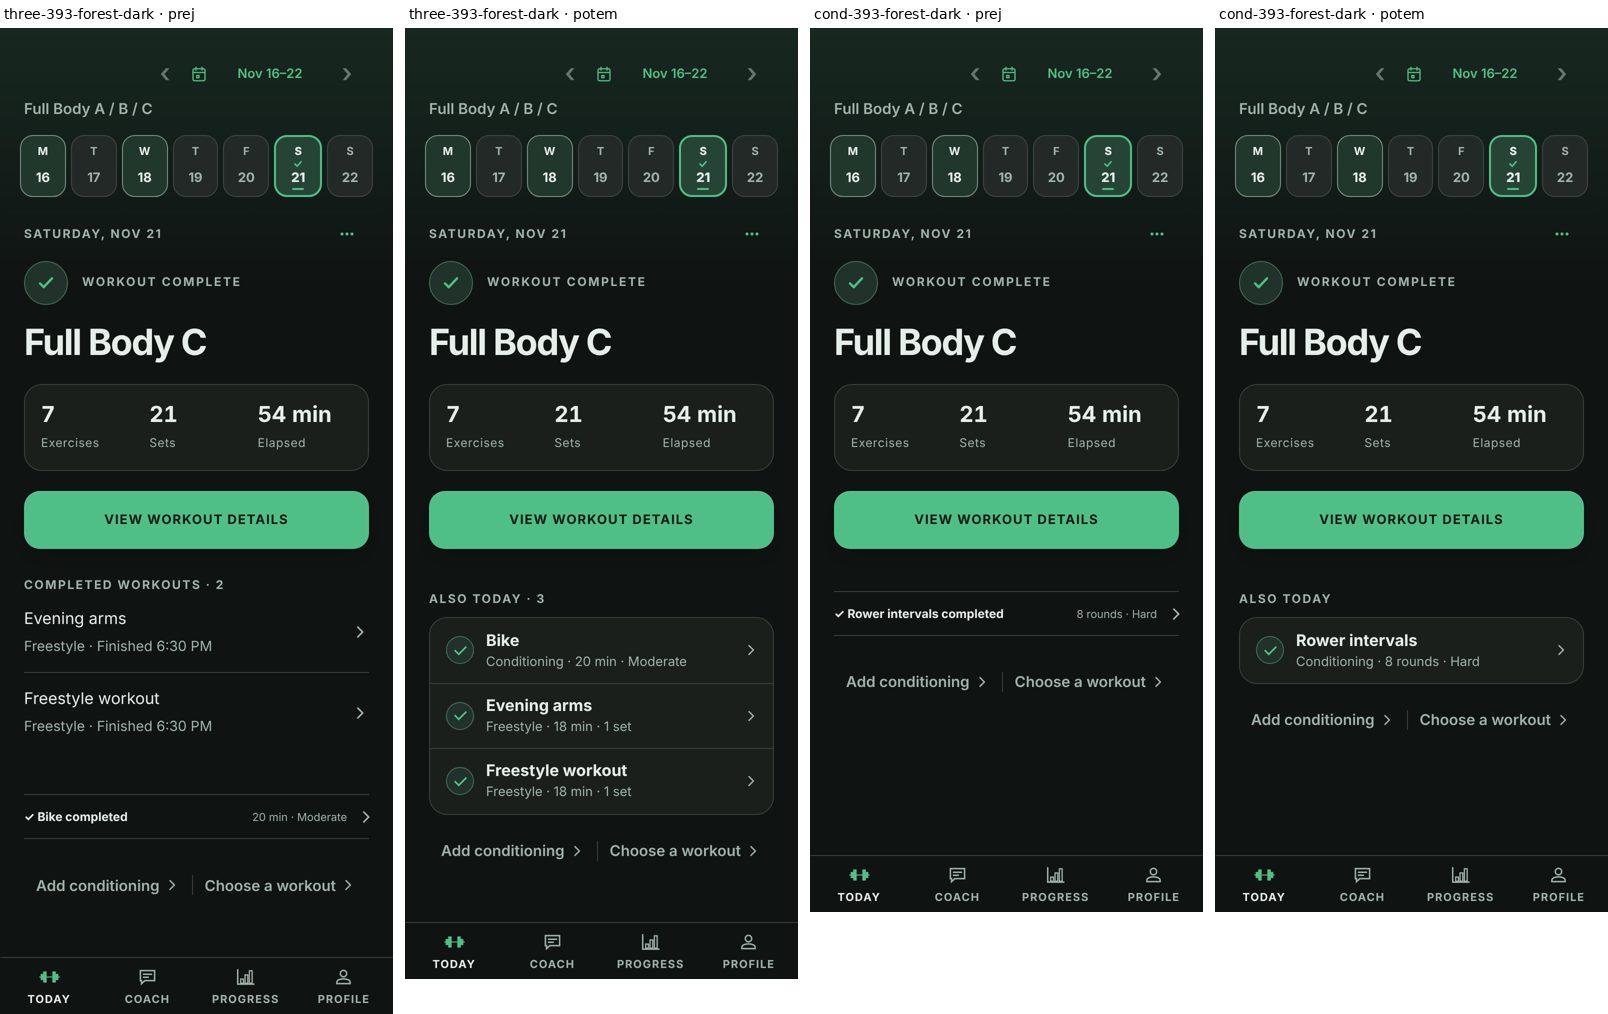 three-393-forest-dark · prej
Nov 16–22
Full Body A / B / C
M T W T F S S
16 17 18 19 20 21 22
SATURDAY, NOV 21
WORKOUT COMPLETE
Full Body C
7 21 54 min
Exercises Sets Elapsed
VIEW WORKOUT DETAILS
COMPLETED WORKOUTS · 2
Evening arms
Freestyle · Finished 6:30 PM
Freestyle workout
Freestyle · Finished 6:30 PM
✓ Bike completed 20 min · Moderate
Add conditioning Choose a workout
TODAY COACH PROGRESS PROFILE
three-393-forest-dark · potem
Nov 16–22
Full Body A / B / C
M T W T F S S
16 17 18 19 20 21 22
SATURDAY, NOV 21
WORKOUT COMPLETE
Full Body C
7 21 54 min
Exercises Sets Elapsed
VIEW WORKOUT DETAILS
ALSO TODAY · 3
Bike
Conditioning · 20 min · Moderate
Evening arms
Freestyle · 18 min · 1 set
Freestyle workout
Freestyle · 18 min · 1 set
Add conditioning Choose a workout
TODAY COACH PROGRESS PROFILE
cond-393-forest-dark · prej
Nov 16–22
Full Body A / B / C
M T W T F S S
16 17 18 19 20 21 22
SATURDAY, NOV 21
WORKOUT COMPLETE
Full Body C
7 21 54 min
Exercises Sets Elapsed
VIEW WORKOUT DETAILS
✓ Rower intervals completed 8 rounds · Hard
Add conditioning Choose a workout
TODAY COACH PROGRESS PROFILE
cond-393-forest-dark · potem
Nov 16–22
Full Body A / B / C
M T W T F S S
16 17 18 19 20 21 22
SATURDAY, NOV 21
WORKOUT COMPLETE
Full Body C
7 21 54 min
Exercises Sets Elapsed
VIEW WORKOUT DETAILS
ALSO TODAY
Rower intervals
Conditioning · 8 rounds · Hard
Add conditioning Choose a workout
TODAY COACH PROGRESS PROFILE